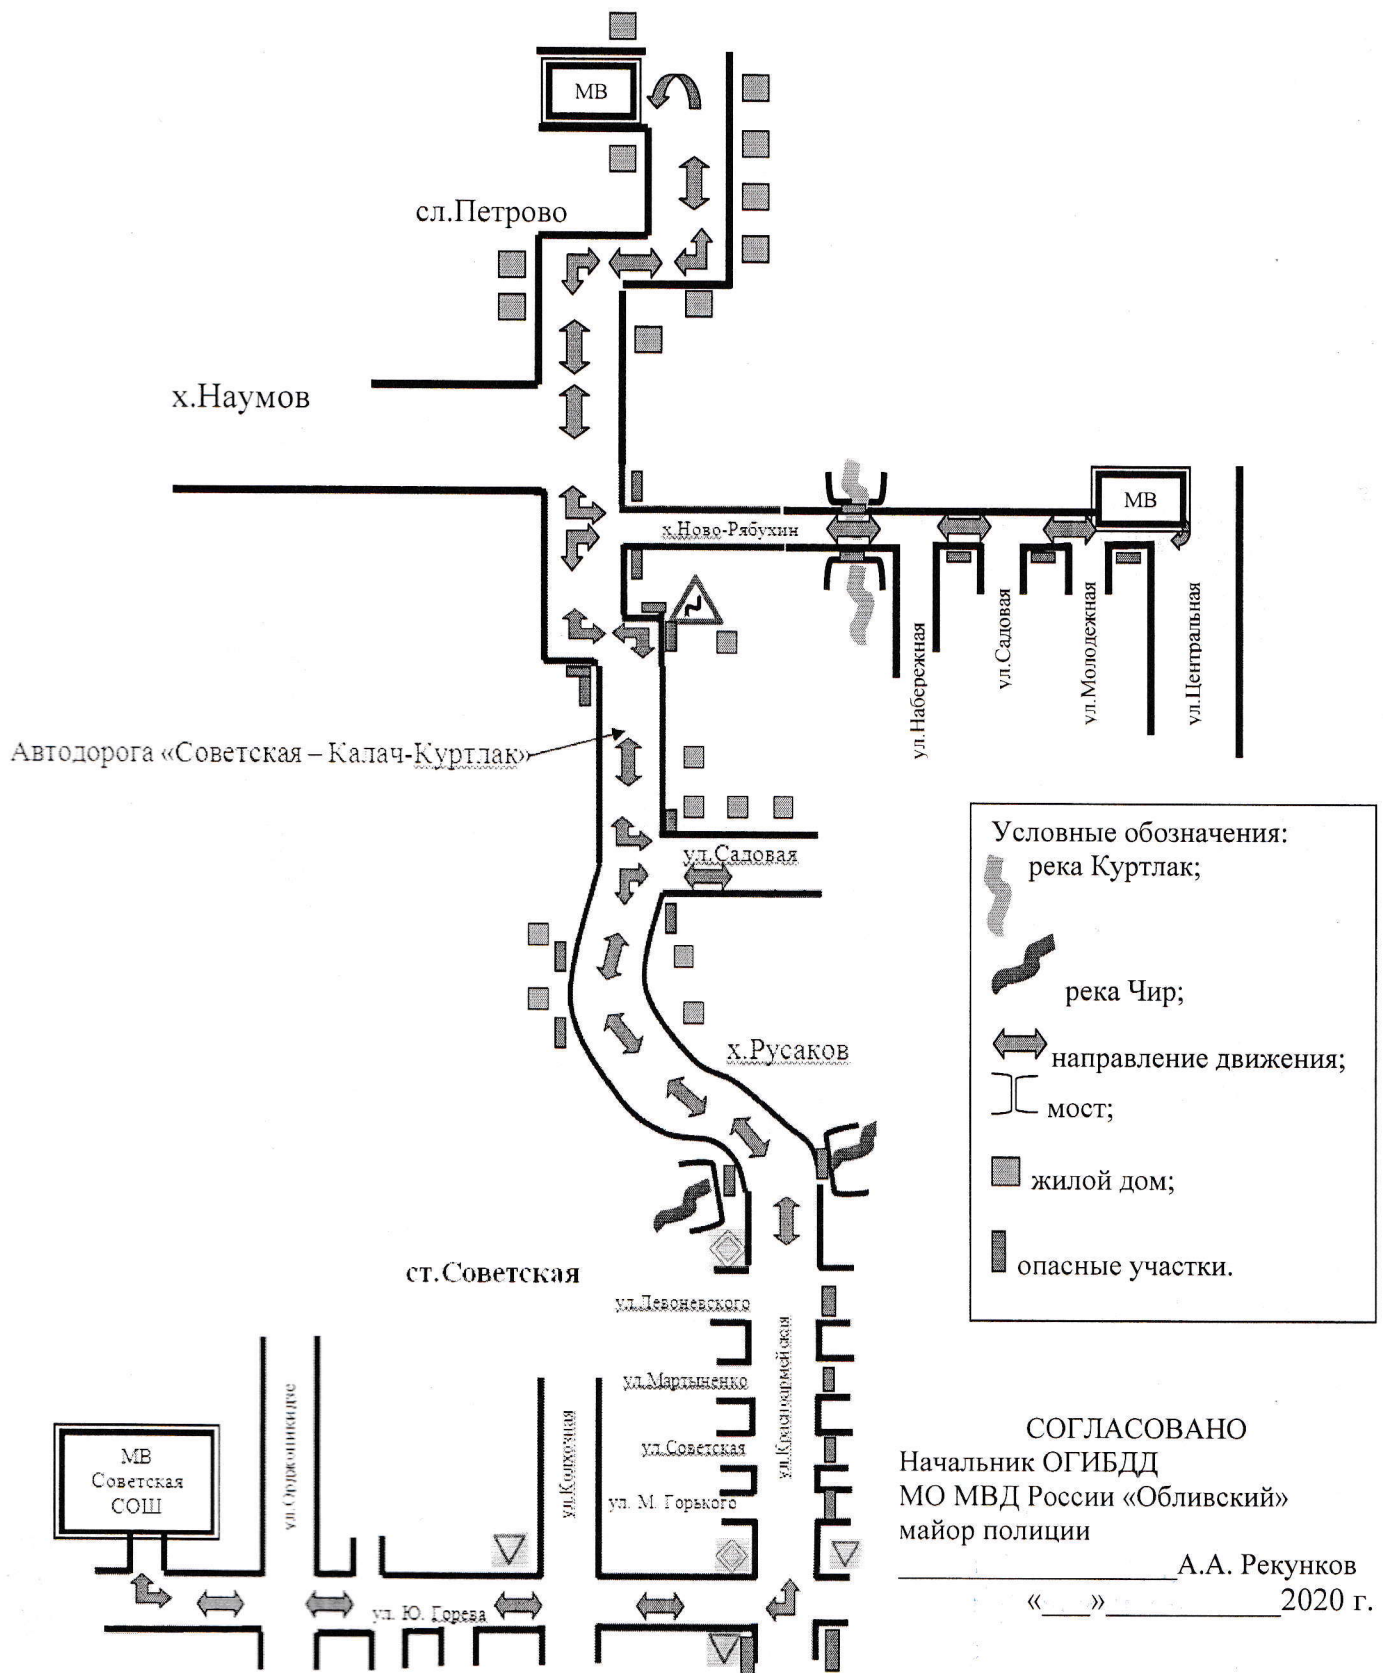 МВ
сл.Петрово
х.Наумов
МВ
х.Ново-Рябухин
ул.Набережная
ул.Садовая
ул.Молодежная
ул.Центральная
Автодорога «Советская – Калач-Куртлак»
ул.Садовая
х.Русаков
Условные обозначения:
река Куртлак;
река Чир;
направление движения;
мост;
жилой дом;
опасные участки.
ст.Советская
ул.Левоневского
ул.Мартыненко
ул.Советская
ул. М. Горького
ул.Красноармейская
ул.Колхозная
ул.Орджоникидзе
МВ
Советская
СОШ
ул. Ю. Горева
СОГЛАСОВАНО
Начальник ОГИБДД
МО МВД России «Обливский»
майор полиции
____________________А.А. Рекунков
«___»____________2020 г.